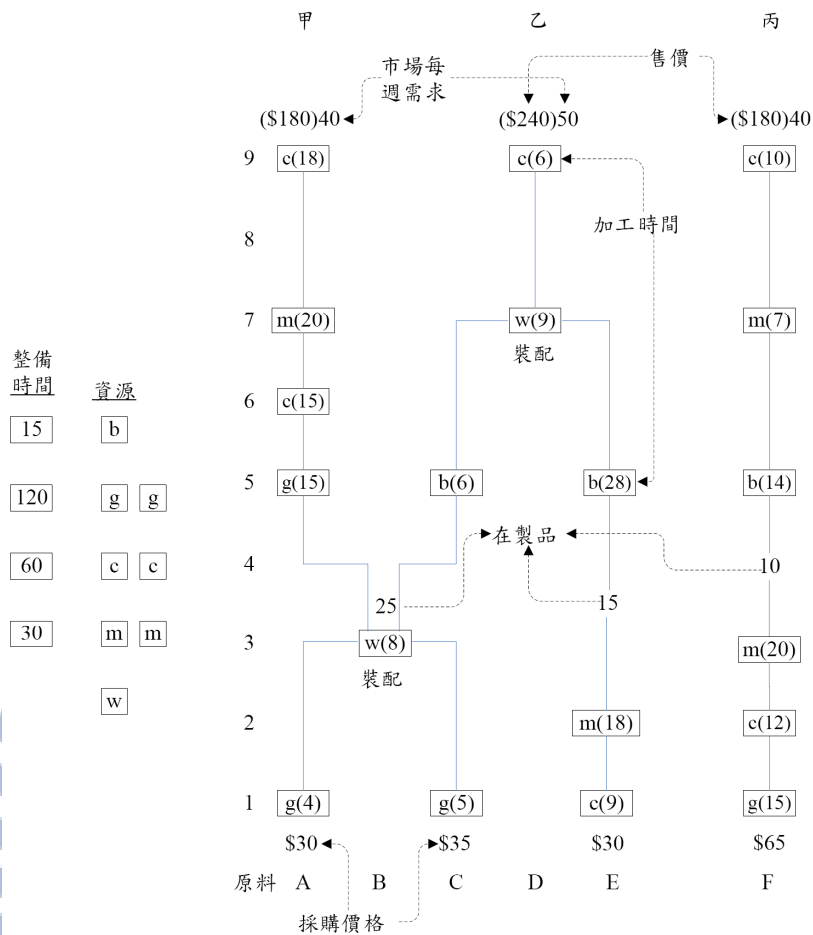 甲 乙 丙
市場每
週需求
售價
($180)40 ($240)50 ($180)40
9 c(18) c(6) c(10)
加工時間
8
7 m(20) w(9) m(7)
裝配
整備
時間 資源
6 c(15)
15 b
5 g(15) b(6) b(28) b(14)
120 g g
在製品
60 c c 4 10
25 15
30 m m 3 w(8) m(20)
裝配
w
2 m(18) c(12)
1 g(4) g(5) c(9) g(15)
$30 $35 $30 $65
原料 A B C D E F
採購價格